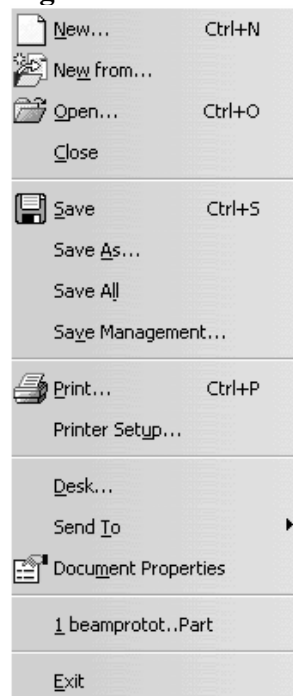 New... Ctrl+N
New from...
Open... Ctrl+O
Close
Save Ctrl+S
Save As...
Save All
Save Management...
Print... Ctrl+P
Printer Setup...
Desk...
Send To
Document Properties
1 beamprotot..Part
Exit